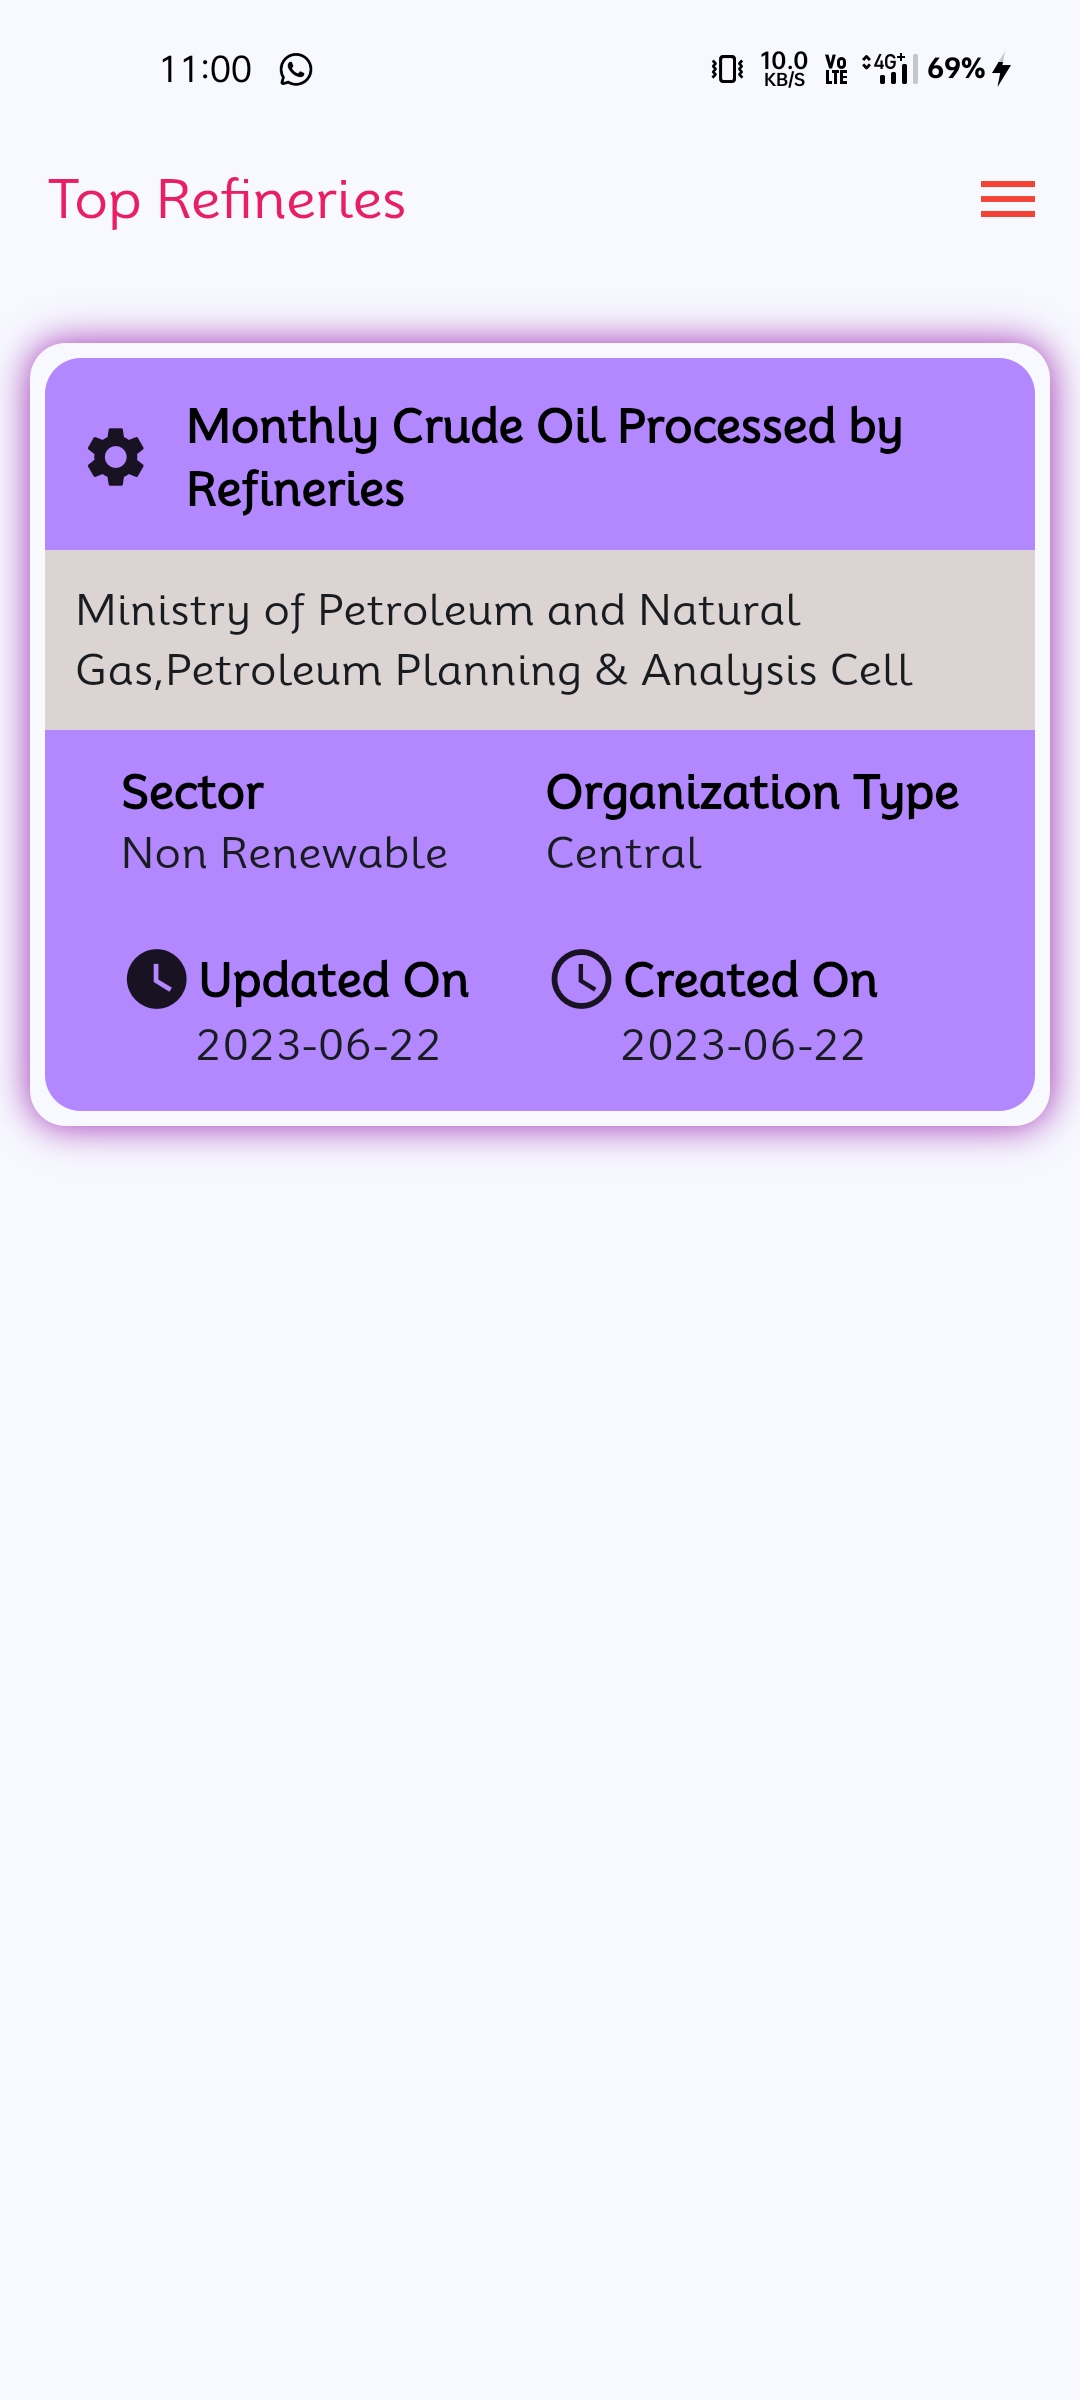 11:00
10.0
KB/S
Vo
LTE
4G+
69%
Top Refineries
Monthly Crude Oil Processed by
Refineries
Ministry of Petroleum and Natural
Gas,Petroleum Planning & Analysis Cell
Sector
Organization Type
Non Renewable
Central
Updated On
Created On
2023-06-22
2023-06-22